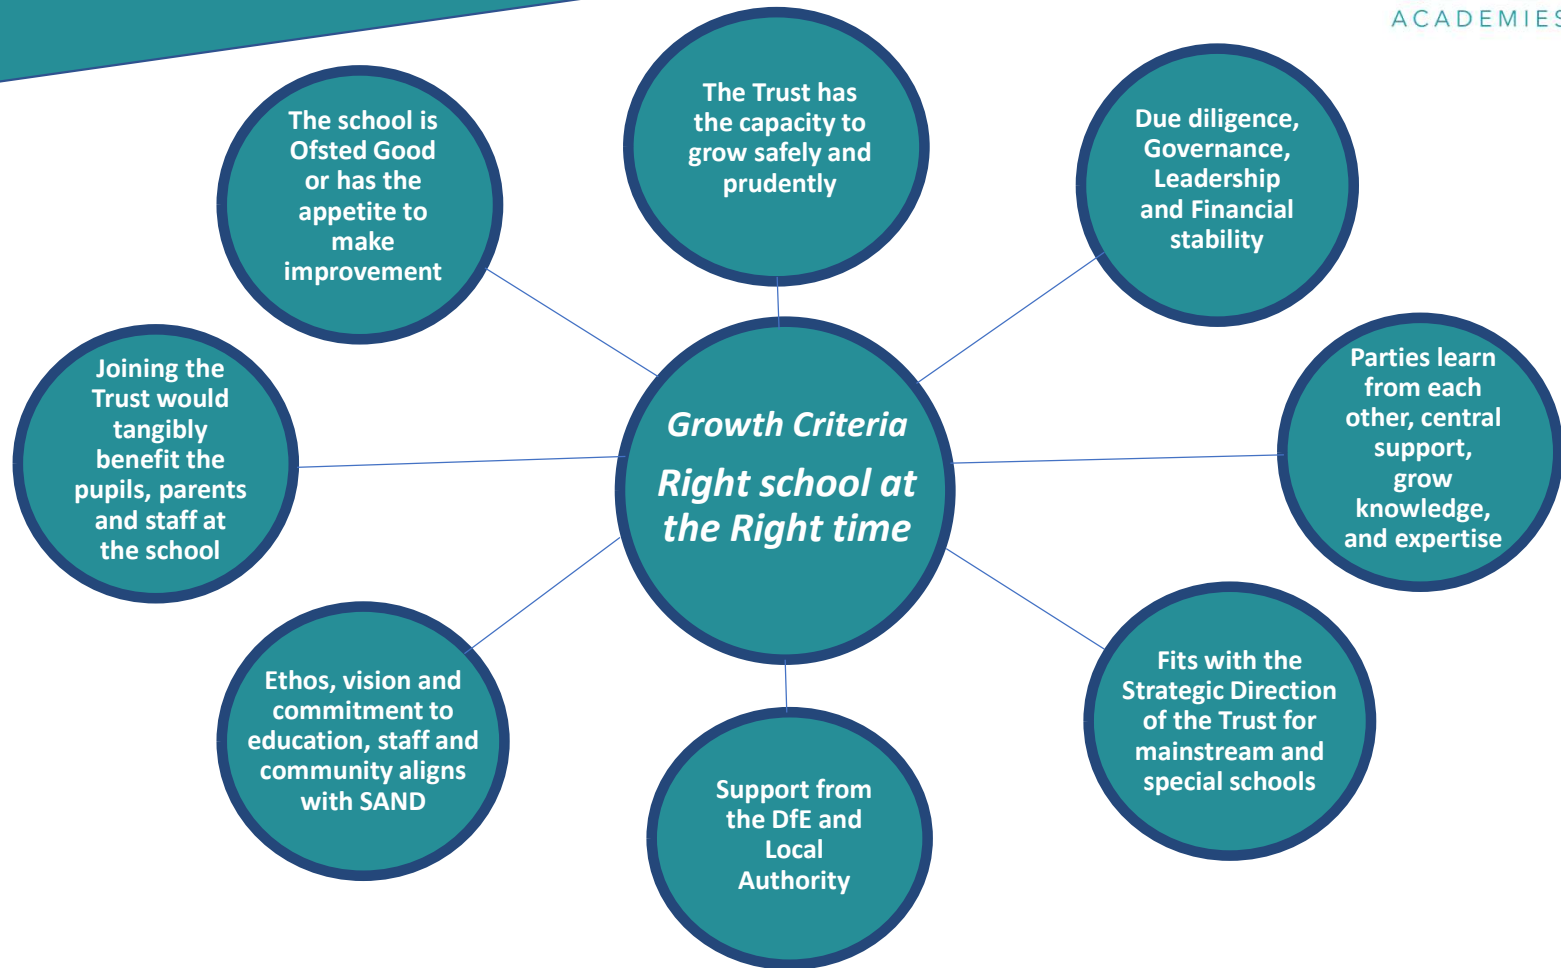 ACADEMIES
The Trust has
the capacity to
grow safely and
prudently
The school is
Ofsted Good
or has the
appetite to
make
improvement
Due diligence,
Governance,
Leadership
and Financial
stability
Joining the
Trust would
tangibly
benefit the
pupils, parents
and staff at
the school
Growth Criteria
Right school at
the Right time
Parties learn
from each
other, central
support,
grow
knowledge,
and expertise
Ethos, vision and
commitment to
education, staff and
community aligns
with SAND
Support from
the DfE and
Local
Authority
Fits with the
Strategic Direction
of the Trust for
mainstream and
special schools